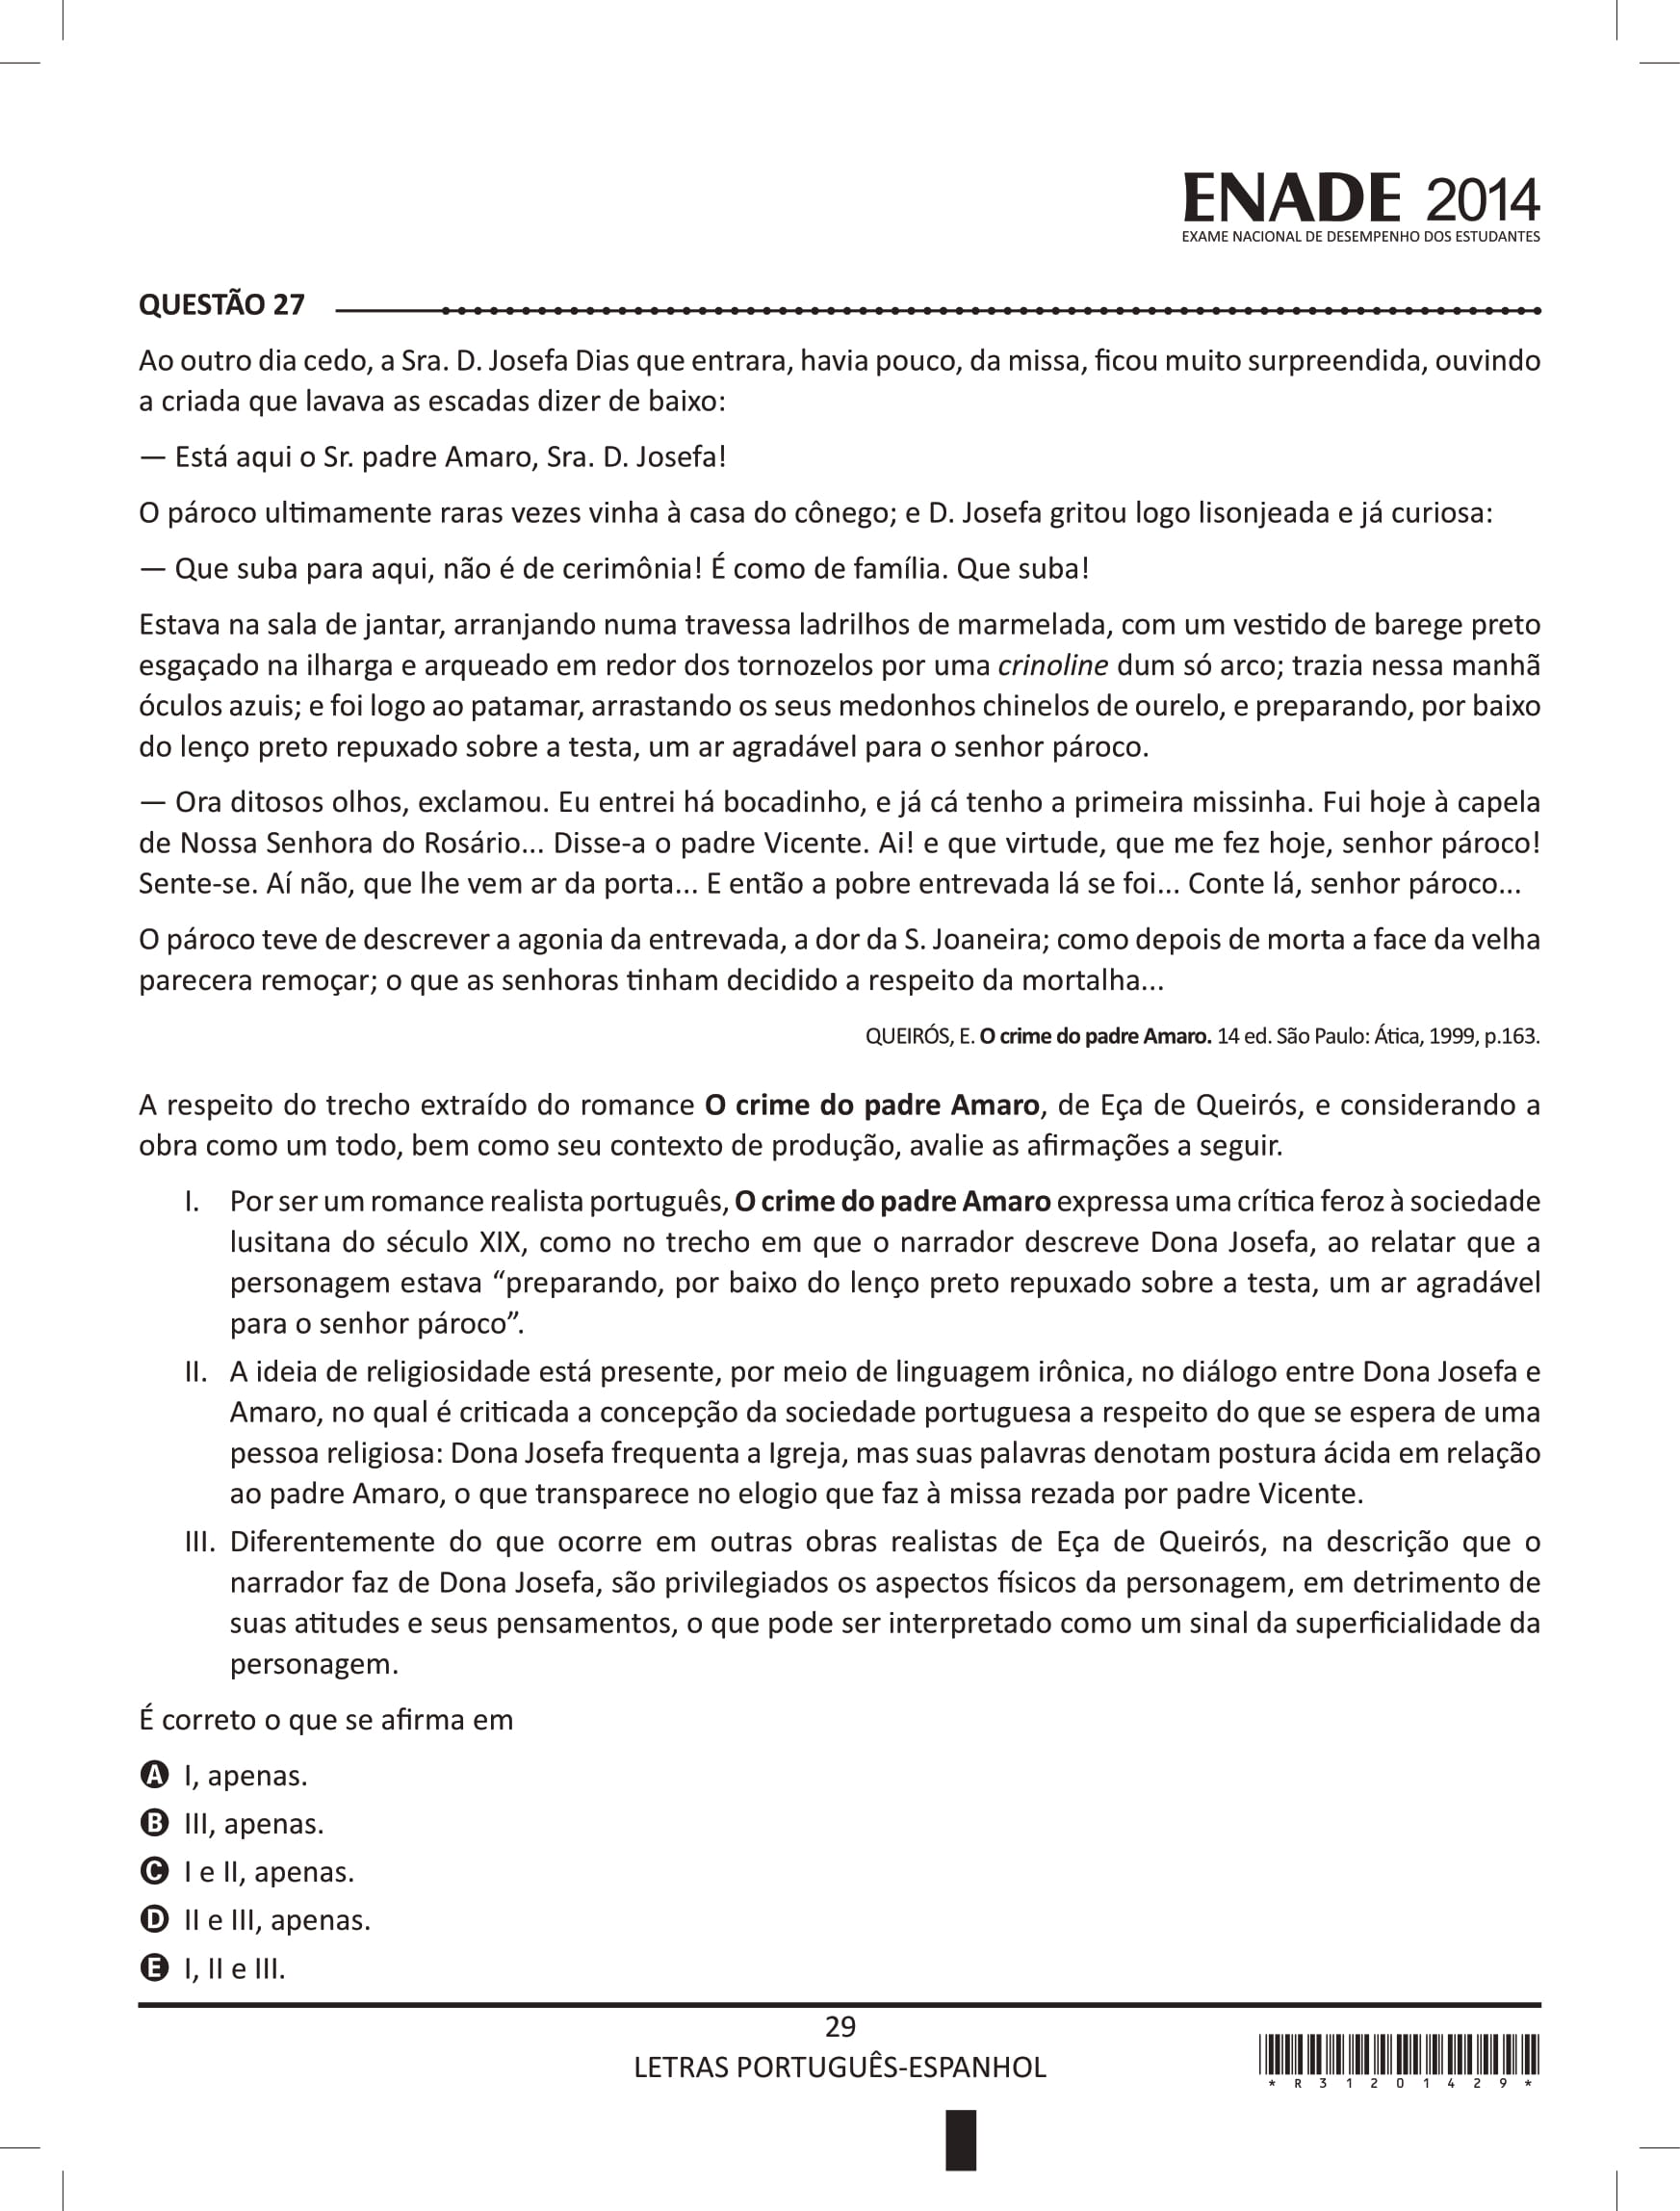 ENADE 2014
EXAME NACIONAL DE DESEMPENHO DOS ESTUDANTES
QUESTÃO 27
Ao outro dia cedo, a Sra. D. Josefa Dias que entrara, havia pouco, da missa, ficou muito surpreendida, ouvindo
a criada que lavava as escadas dizer de baixo:
— Está aqui o Sr. padre Amaro, Sra. D. Josefa!
O pároco ultimamente raras vezes vinha à casa do cônego; e D. Josefa gritou logo lisonjeada e já curiosa:
— Que suba para aqui, não é de cerimônia! É como de família. Que suba!
Estava na sala de jantar, arranjando numa travessa ladrilhos de marmelada, com um vestido de barege preto
esgaçado na ilharga e arqueado em redor dos tornozelos por uma crinoline dum só arco; trazia nessa manhã
óculos azuis; e foi logo ao patamar, arrastando os seus medonhos chinelos de ourelo, e preparando, por baixo
do lenço preto repuxado sobre a testa, um ar agradável para o senhor pároco.
— Ora ditosos olhos, exclamou. Eu entrei há bocadinho, e já cá tenho a primeira missinha. Fui hoje à capela
de Nossa Senhora do Rosário... Disse-a o padre Vicente. Ai! e que virtude, que me fez hoje, senhor pároco!
Sente-se. Aí não, que lhe vem ar da porta... E então a pobre entrevada lá se foi... Conte lá, senhor pároco...
O pároco teve de descrever a agonia da entrevada, a dor da S. Joaneira; como depois de morta a face da velha
parecera remoçar; o que as senhoras tinham decidido a respeito da mortalha...
QUEIRÓS, E. O crime do padre Amaro. 14 ed. São Paulo: Ática, 1999, p.163.
A respeito do trecho extraído do romance O crime do padre Amaro, de Eça de Queirós, e considerando a
obra como um todo, bem como seu contexto de produção, avalie as afirmações a seguir.
I. Por ser um romance realista português, O crime do padre Amaro expressa uma crítica feroz à sociedade
lusitana do século XIX, como no trecho em que o narrador descreve Dona Josefa, ao relatar que a
personagem estava “preparando, por baixo do lenço preto repuxado sobre a testa, um ar agradável
para o senhor pároco”.
II. A ideia de religiosidade está presente, por meio de linguagem irônica, no diálogo entre Dona Josefa e
Amaro, no qual é criticada a concepção da sociedade portuguesa a respeito do que se espera de uma
pessoa religiosa: Dona Josefa frequenta a Igreja, mas suas palavras denotam postura ácida em relação
ao padre Amaro, o que transparece no elogio que faz à missa rezada por padre Vicente.
III. Diferentemente do que ocorre em outras obras realistas de Eça de Queirós, na descrição que o
narrador faz de Dona Josefa, são privilegiados os aspectos físicos da personagem, em detrimento de
suas atitudes e seus pensamentos, o que pode ser interpretado como um sinal da superficialidade da
personagem.
É correto o que se afirma em
A I, apenas.
B III, apenas.
C I e II, apenas.
D II e III, apenas.
E I, II e III.
29
LETRAS PORTUGUÊS-ESPANHOL
* R 3 1 2 0 1 4 2 9 *